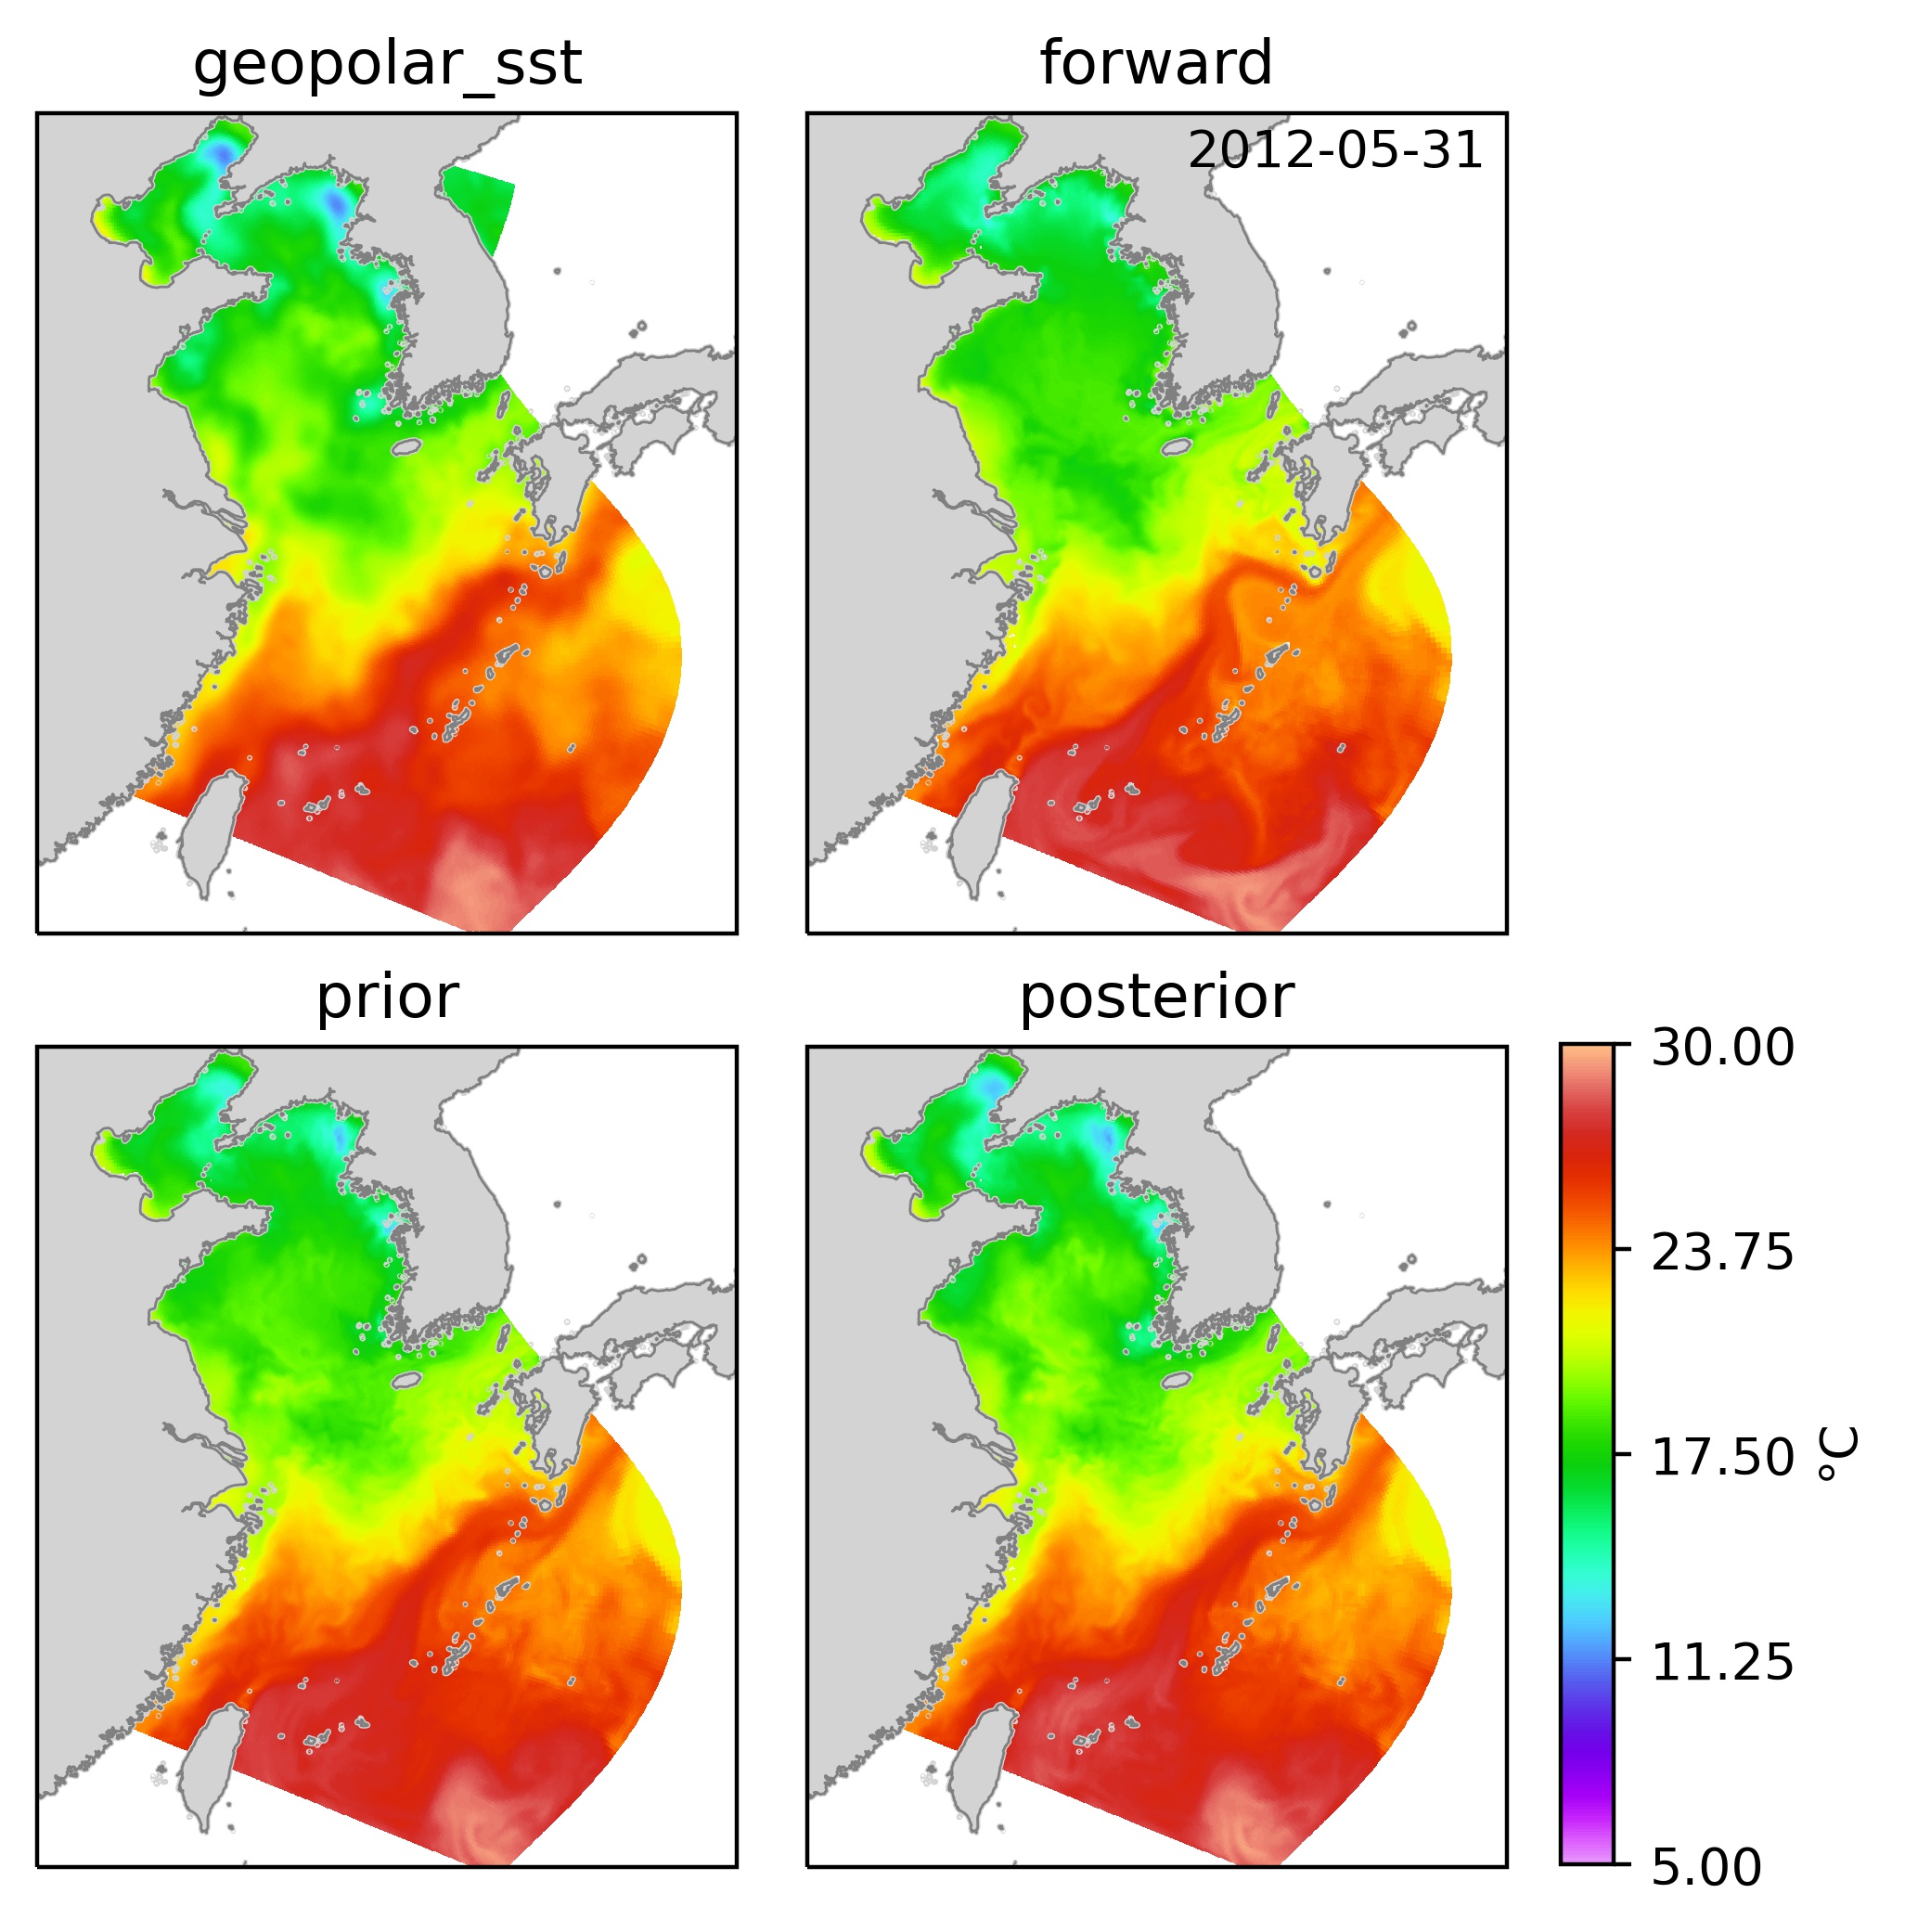 geopolar_sst
forward
2012-05-31
prior
posterior
30.00
23.75
17.50
11.25
5.00
°C